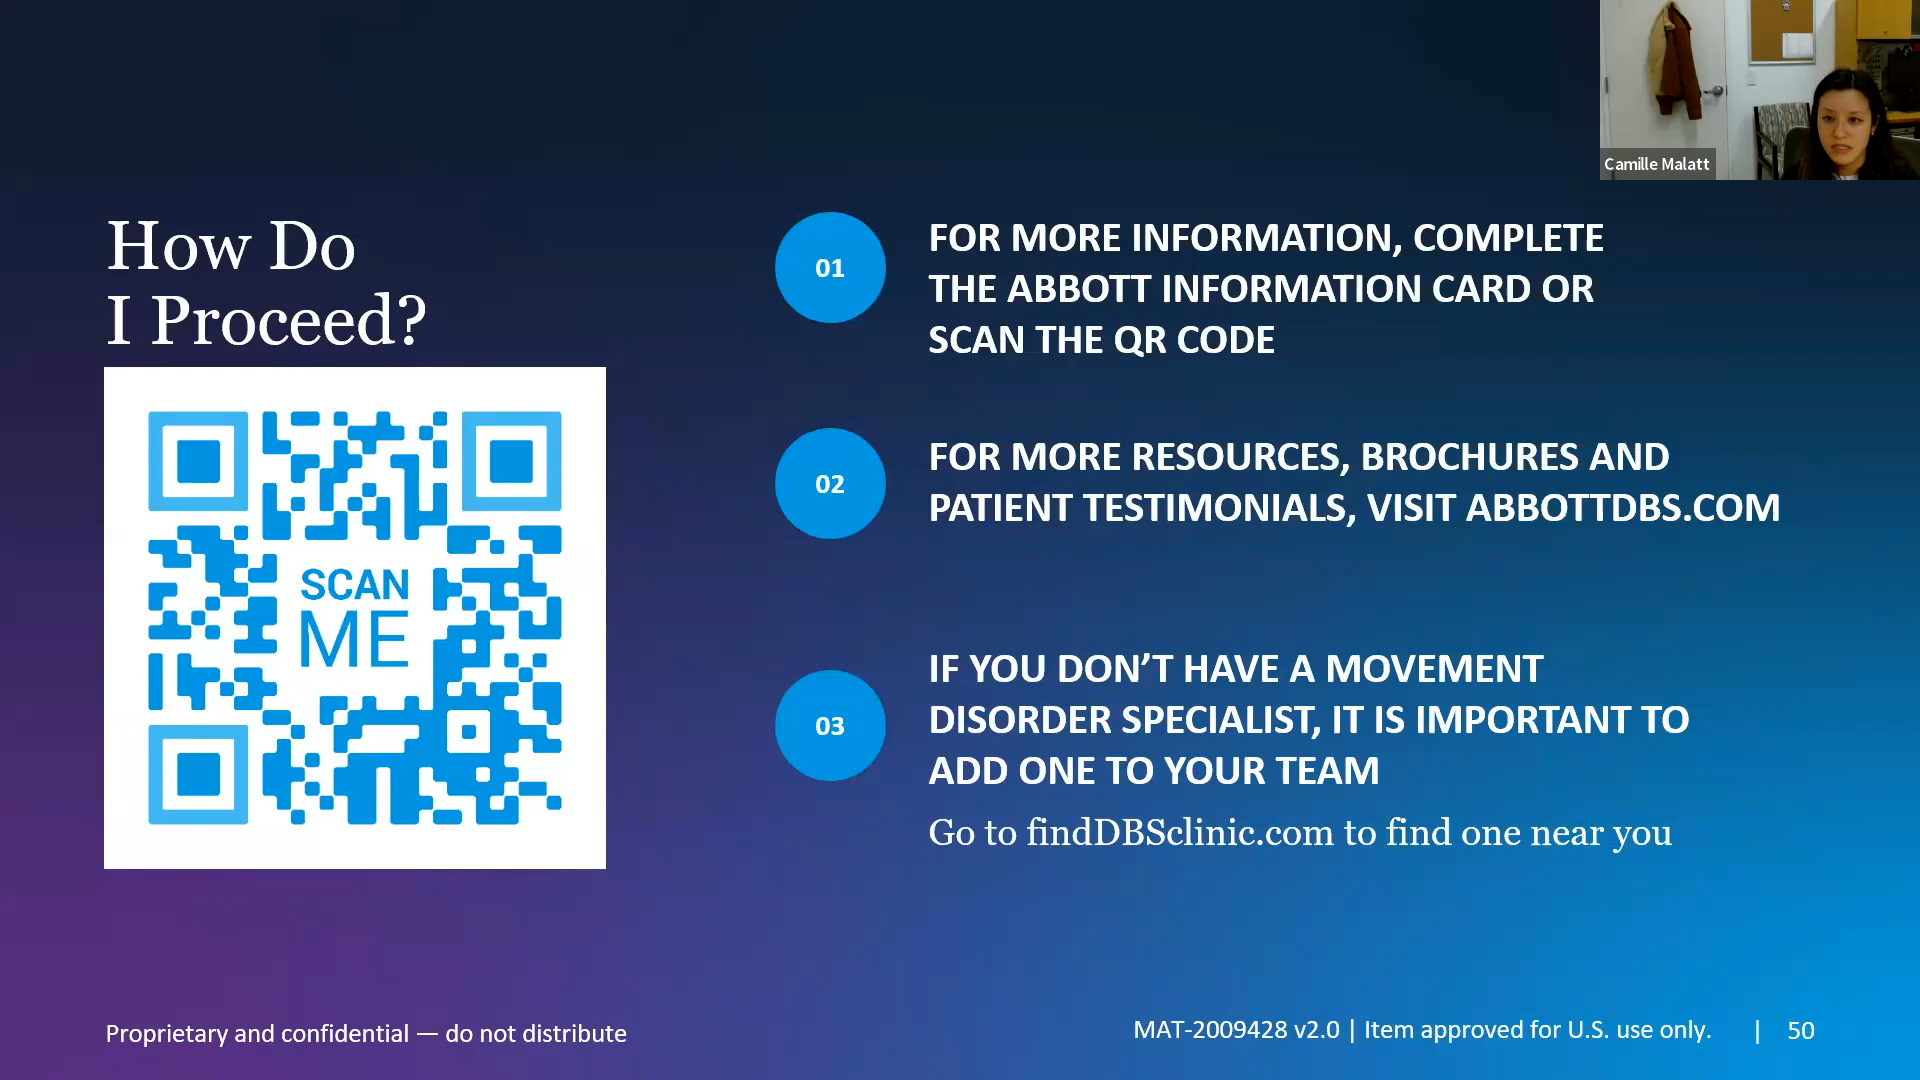 Camille Malatt
How Do
I Proceed?
SCAN
ME
01
FOR MORE INFORMATION, COMPLETE
THE ABBOTT INFORMATION CARD OR
SCAN THE QR CODE
02
FOR MORE RESOURCES, BROCHURES AND
PATIENT TESTIMONIALS, VISIT ABBOTTDBS.COM
03
IF YOU DON’T HAVE A MOVEMENT
DISORDER SPECIALIST, IT IS IMPORTANT TO
ADD ONE TO YOUR TEAM
Go to findDBSclinic.com to find one near you
Proprietary and confidential — do not distribute
MAT-2009428 v2.0 | Item approved for U.S. use only. | 50